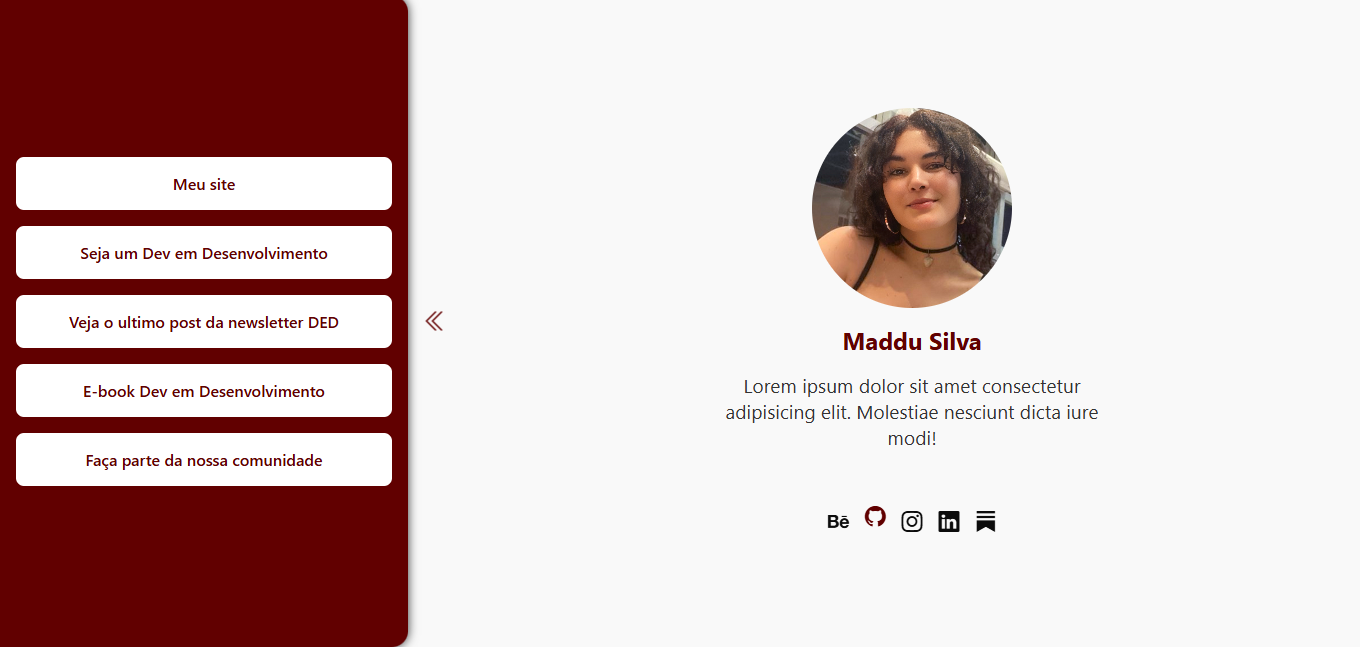 Meu site
Seja um Dev em Desenvolvimento
Veja o ultimo post da newsletter DED
E-book Dev em Desenvolvimento
Faça parte da nossa comunidade
Maddu Silva
Lorem ipsum dolor sit amet consectetur
adipisicing elit. Molestiae nesciunt dicta iure
modi!
Bē
in